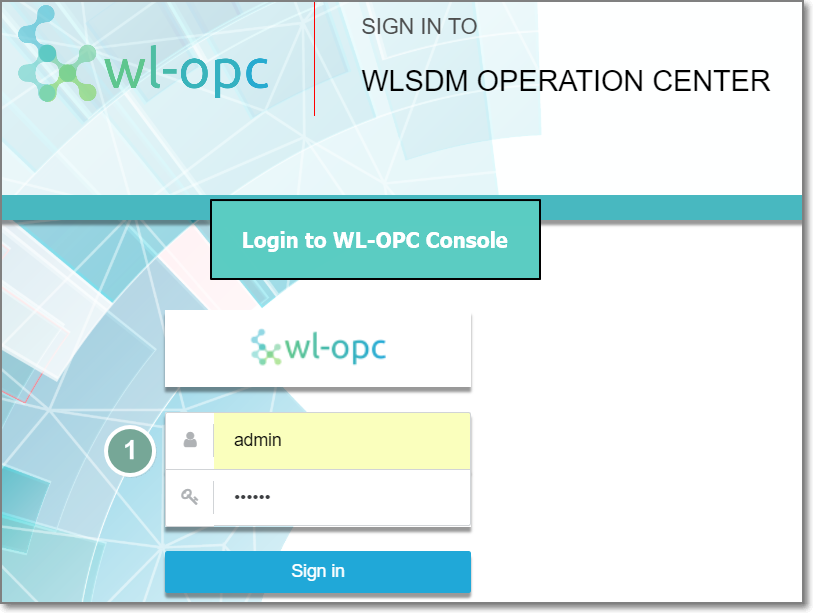 wl-opc
SIGN IN TO
WLSDM OPERATION CENTER
Login to WL-OPC Console
wl-opc
1
admin
••••••
Sign in